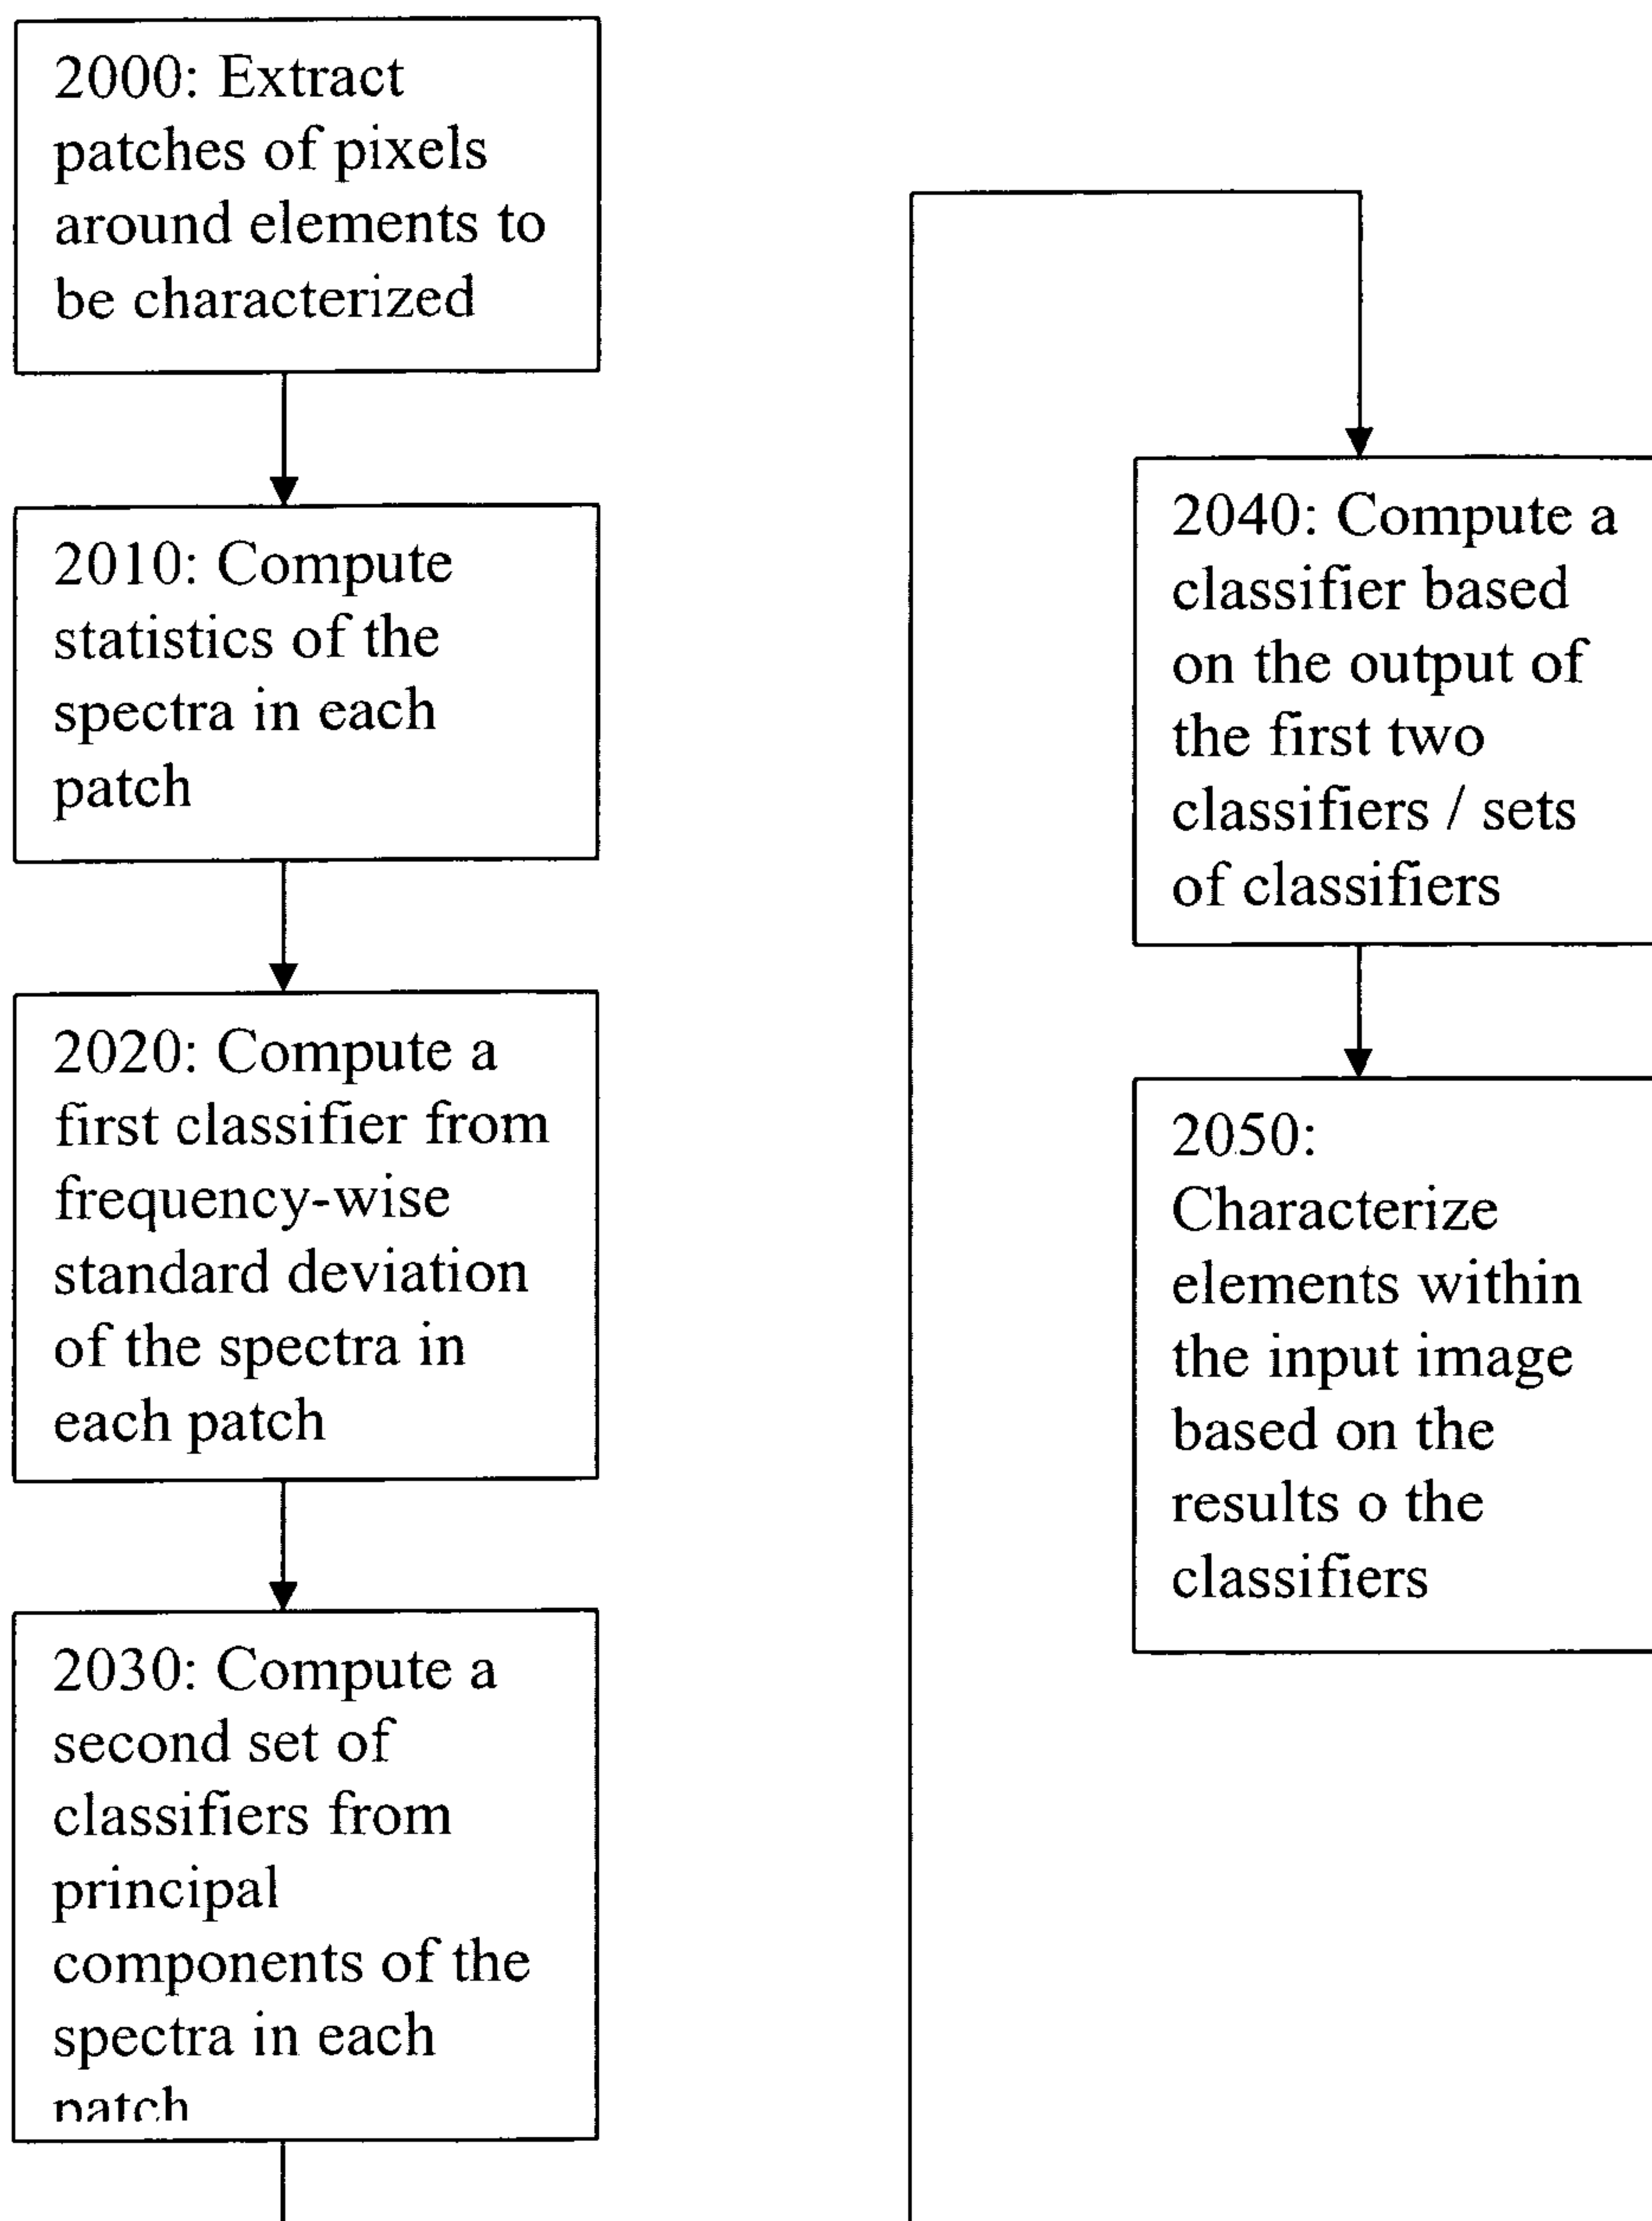 2000: Extract
patches of pixels
around elements to
be characterized
2010: Compute
statistics of the
spectra in each
patch
2020: Compute a
first classifier from
frequency-wise
standard deviation
of the spectra in
each patch
2030: Compute a
second set of
classifiers from
principal
components of the
spectra in each
patch
2040: Compute a
classifier based
on the output of
the first two
classifiers / sets
of classifiers
2050:
Characterize
elements within
the input image
based on the
results o the
classifiers